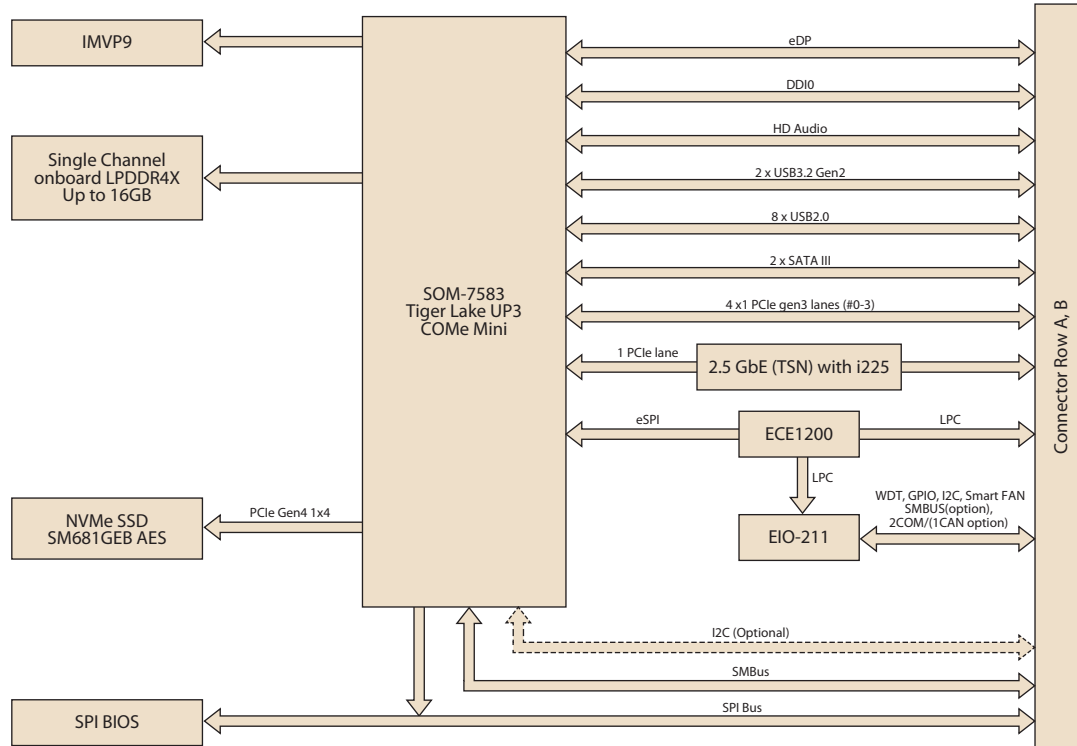 IMVP9
Single Channel
onboard LPDDR4X
Up to 16GB
NVMe SSD
SM681GEB AES
PCIe Gen4 1x4
SPI BIOS
SOM-7583
Tiger Lake UP3
COMe Mini
eDP
DDI0
HD Audio
2 x USB3.2 Gen2
8 x USB2.0
2 x SATA III
4 x1 PCIe gen3 lanes (#0-3)
1 PCIe lane
2.5 GbE (TSN) with i225
eSPI
ECE1200
LPC
LPC
EIO-211
WDT, GPIO, I2C, Smart FAN
SMBUS(option),
2COM/(1CAN option)
I2C (Optional)
SMBus
SPI Bus
Connector Row A, B